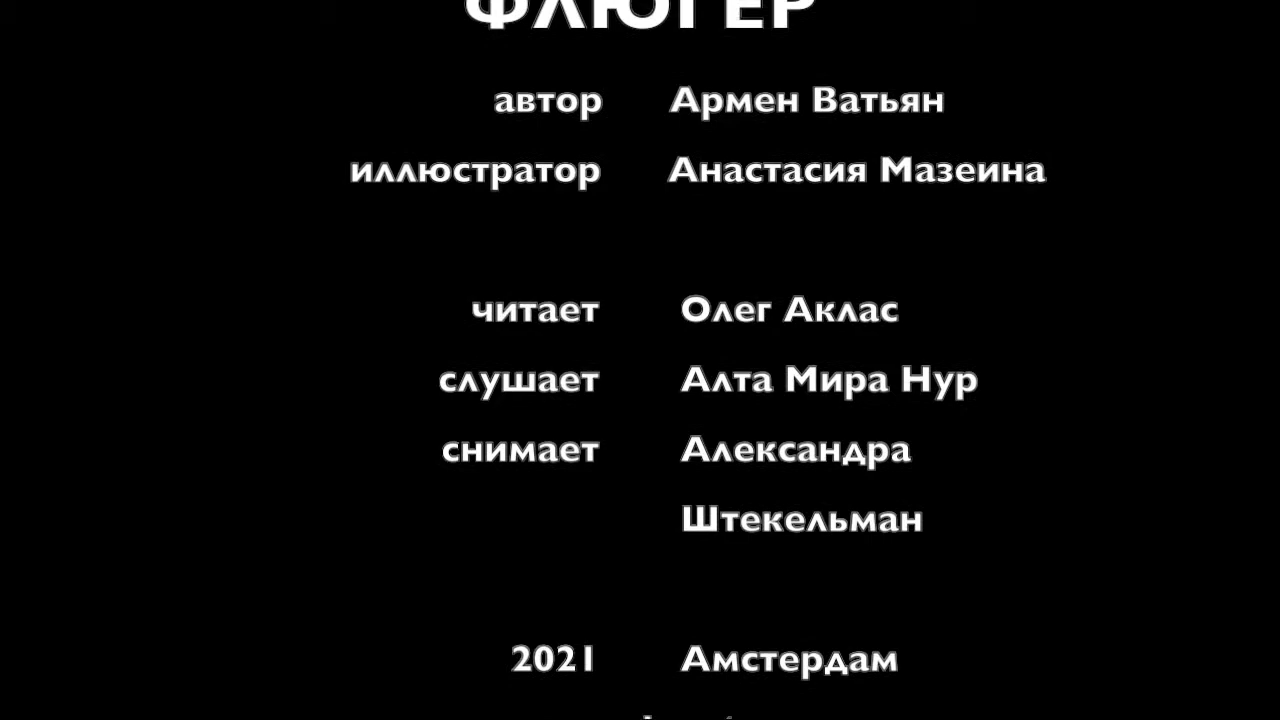 ФЛЮГЕР
автор Армен Ватьян
иллюстратор Анастасия Мазеина
читает Олег Аклас
слушает Алта Мира Нур
снимает Александра
Штекельман
2021 Амстердам